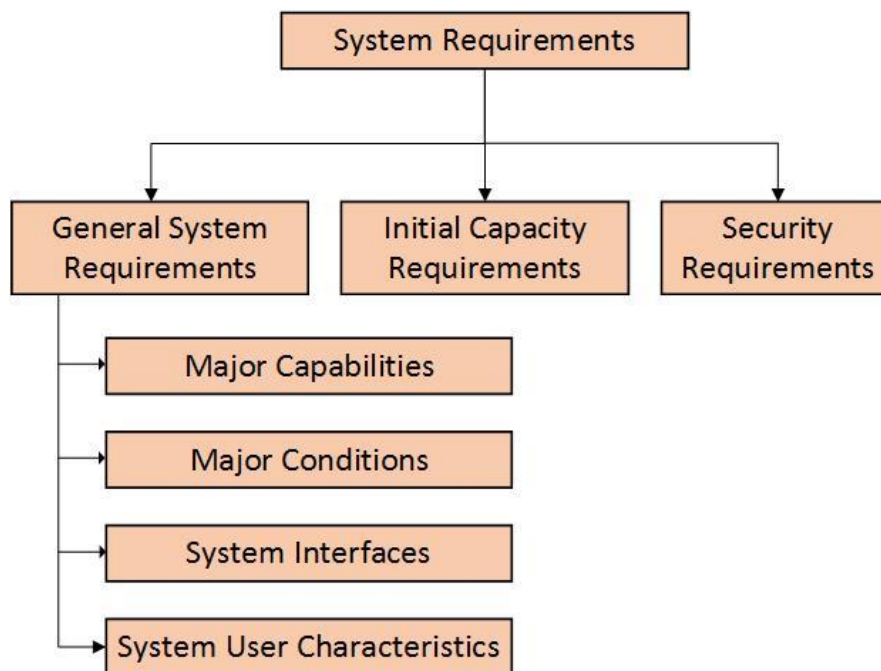 System Requirements
General System
Requirements
Initial Capacity
Requirements
Security
Requirements
Major Capabilities
Major Conditions
System Interfaces
System User Characteristics